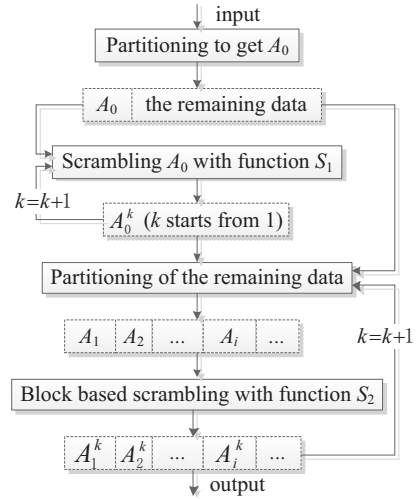 input
Partitioning to get A₀
A₀ the remaining data
Scrambling A₀ with function S₁
k=k+1
A₀ᵏ (k starts from 1)
Partitioning of the remaining data
A₁ A₂ ... Aᵢ ...
k=k+1
Block based scrambling with function S₂
A₁ᵏ A₂ᵏ ... Aᵢᵏ ...
output